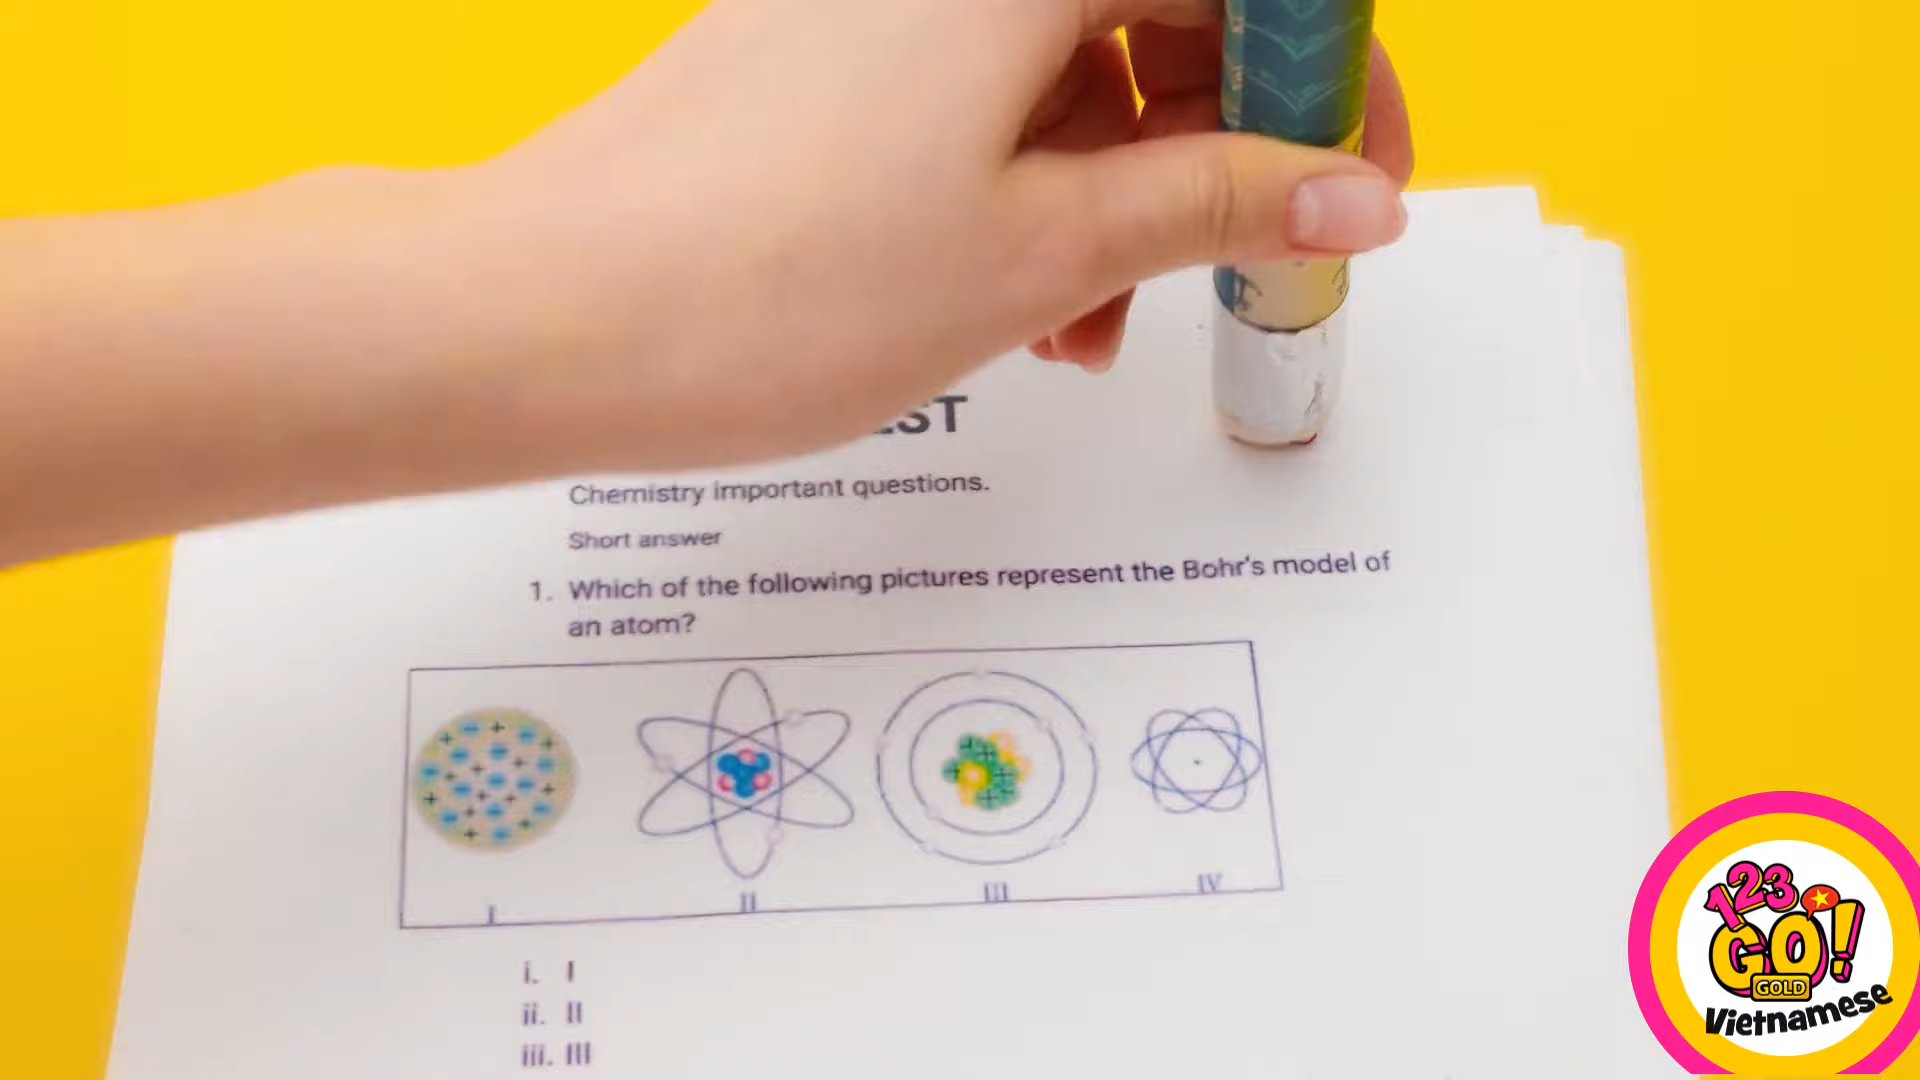 Chemistry important questions.
Short answer
1. Which of the following pictures represent the Bohr's model of
an atom?
I II III IV
i. I
ii. II
iii. III
123
GO!
GOLD
Vietnamese